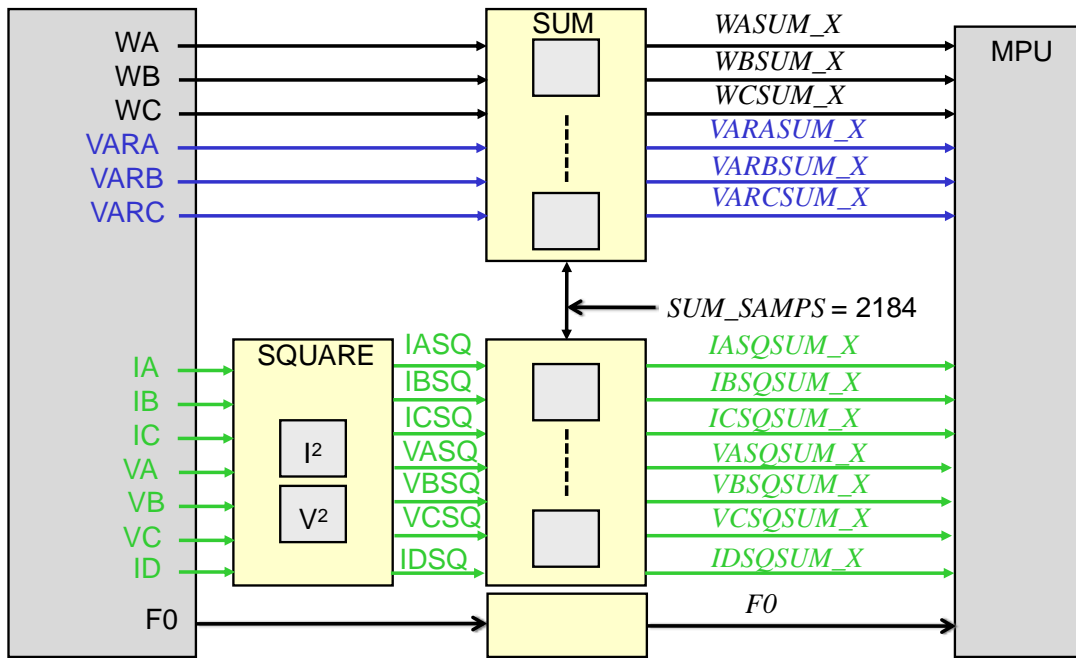 SUM
WA
WASUM_X
MPU
WB
WBSUM_X
WC
WCSUM_X
VARA
VARASUM_X
VARB
VARBSUM_X
VARC
VARCSUM_X
SUM_SAMPS = 2184
SQUARE
IA
IASQ
IASQSUM_X
IB
IBSQ
IBSQSUM_X
IC
ICSQ
ICSQSUM_X
I²
VA
VASQ
VASQSUM_X
VB
VBSQ
VBSQSUM_X
V²
VC
VCSQ
VCSQSUM_X
ID
IDSQ
IDSQSUM_X
F0
F0